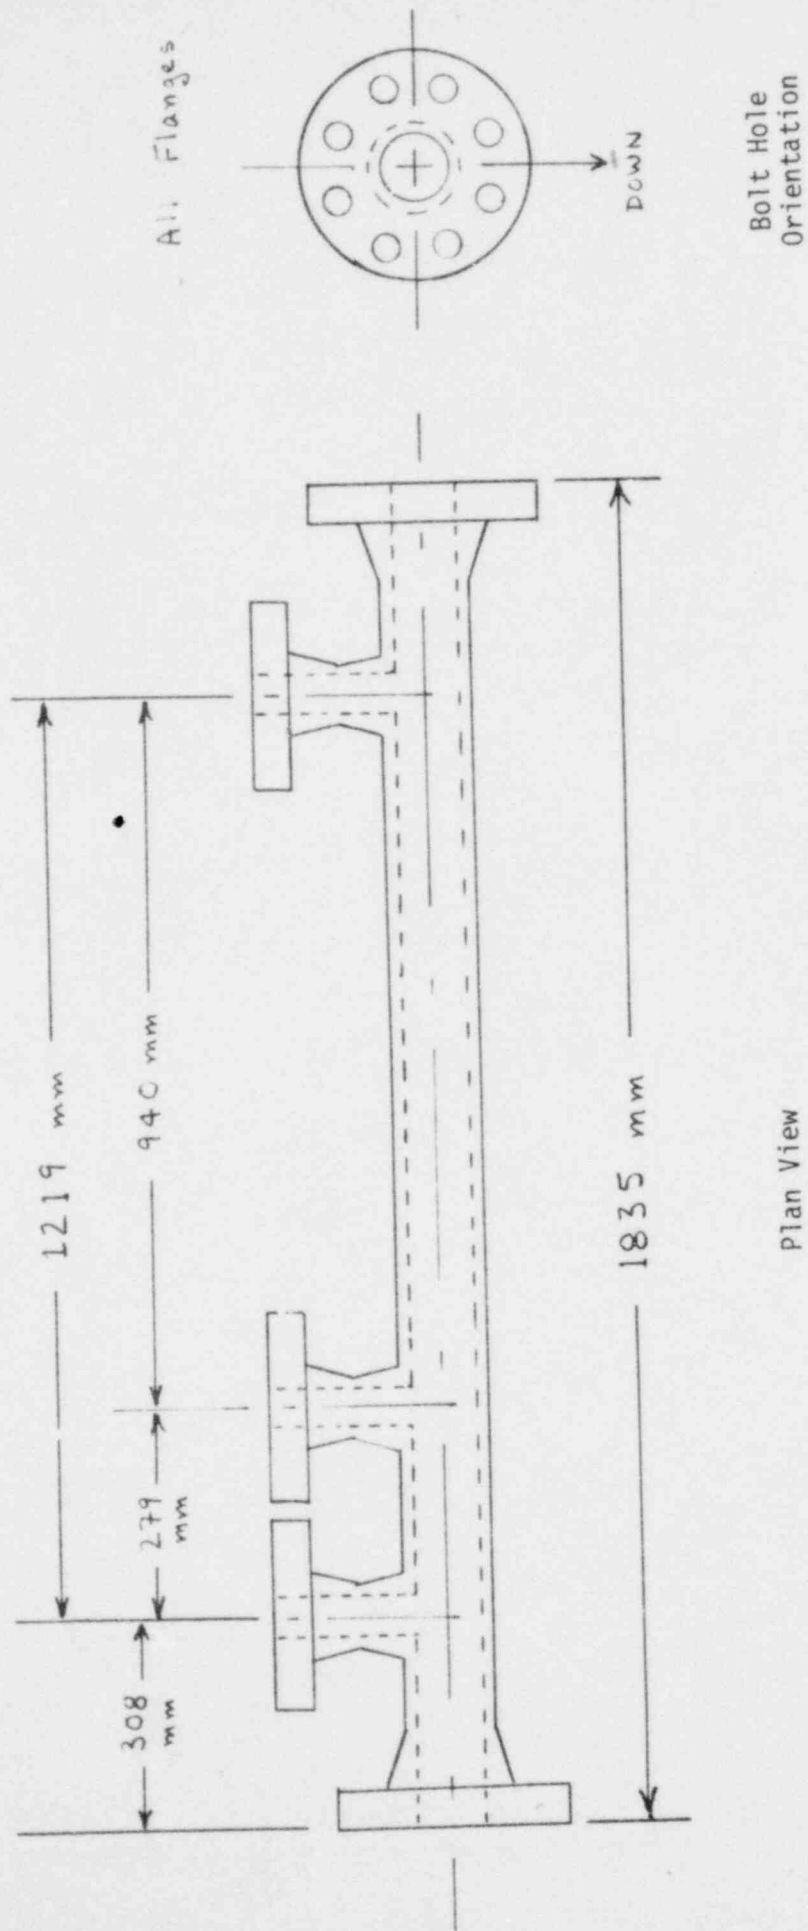 All Flanges
DOWN
Bolt Hole
Orientation
1219 mm
940 mm
279
mm
308
mm
1835 mm
Plan View